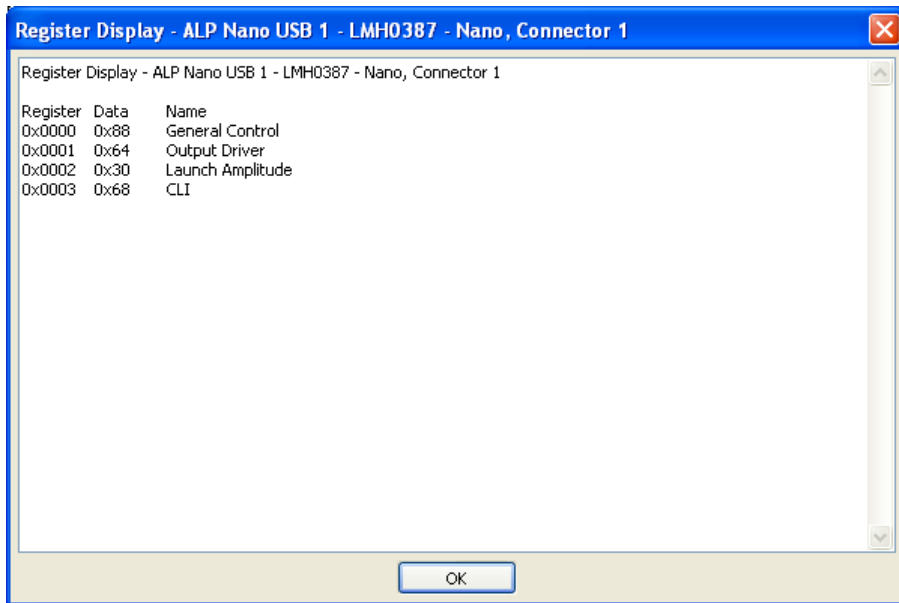 Register Display - ALP Nano USB 1 - LMH0387 - Nano, Connector 1
Register Display - ALP Nano USB 1 - LMH0387 - Nano, Connector 1
Register Data Name
0x0000 0x88 General Control
0x0001 0x64 Output Driver
0x0002 0x30 Launch Amplitude
0x0003 0x68 CLI
OK